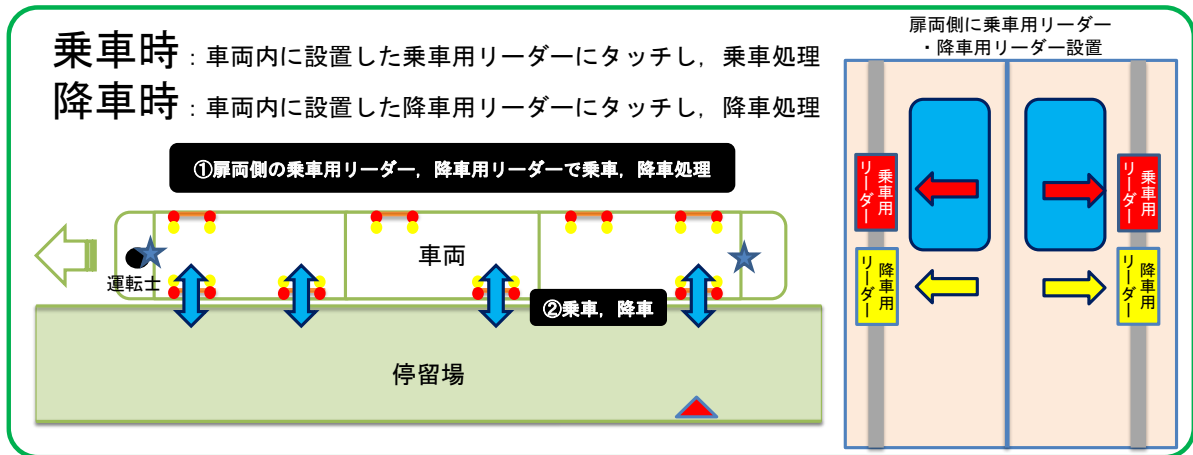 乗車時：車両内に設置した乗車用リーダーにタッチし，乗車処理
降車時：車両内に設置した降車用リーダーにタッチし，降車処理
①扉両側の乗車用リーダー，降車用リーダーで乗車，降車処理
車両
運転士
②乗車，降車
停留場
扉両側に乗車用リーダー
・降車用リーダー設置
乗車用
リーダー
乗車用
リーダー
降車用
リーダー
降車用
リーダー